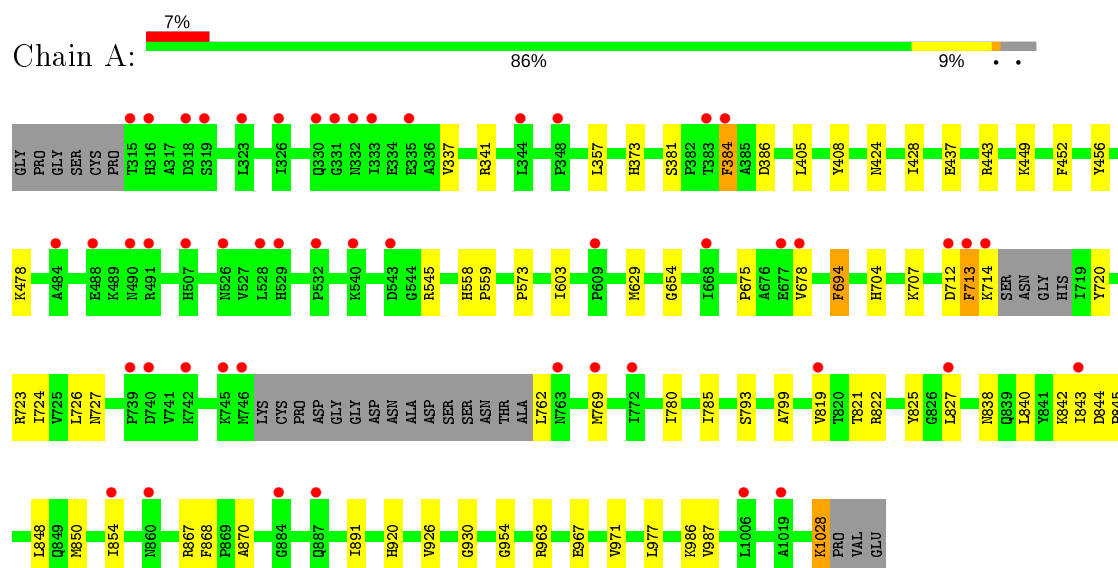 7%
Chain A:
86% 9% • •
GLY PRO GLY SER CYS PRO T315 H316 A317 D318 S319 L323 I326 Q330 G331 N332 I333 E334 E335 A336 V337 R341 L344 P348 L357 H373 S381 P382 T383 F384 A385 D386 L405 Y408 N424 I428 E437 R443 K449 F452 Y456
K478 A484 E488 K489 N490 R491 H507 N526 V527 L528 H529 P532 K540 D543 G544 R545 H558 P559 P573 I603 P609 M629 G654 I668 P675 A676 E677 V678 F694 H704 K707 D712 F713 K714 SER ASN GLY HIS I719 Y720
R723 I724 V725 L726 N727 P739 D740 V741 K742 K745 M746 LYS CYS PRO ASP GLY GLY ASP ASN ALA ASP SER SER ASN THR ALA L762 N763 M769 I772 I780 I785 S793 A799 V819 T820 T821 R822 Y825 G826 L827 N838 Q839 L840 Y841 K842 I843 D844 P845
L848 Q849 M850 I854 N860 R867 F868 P869 A870 G884 Q887 I891 H920 V926 G930 G954 R963 E967 V971 L977 K986 V987 L1006 A1019 K1028 PRO VAL GLU